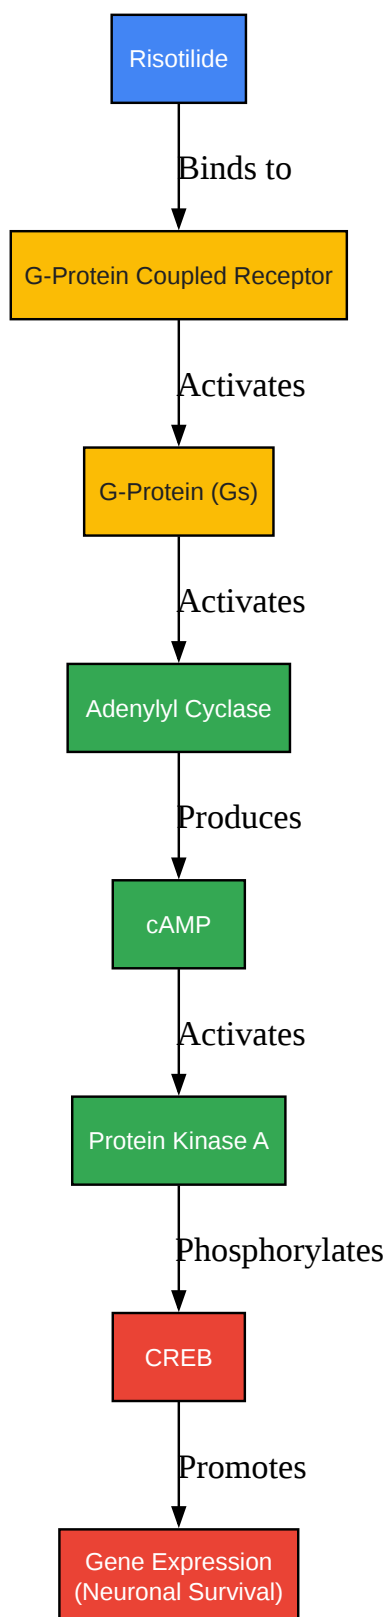 Risotilide
Binds to
G-Protein Coupled Receptor
Activates
G-Protein (Gs)
Activates
Adenylyl Cyclase
Produces
cAMP
Activates
Protein Kinase A
Phosphorylates
CREB
Promotes
Gene Expression
(Neuronal Survival)